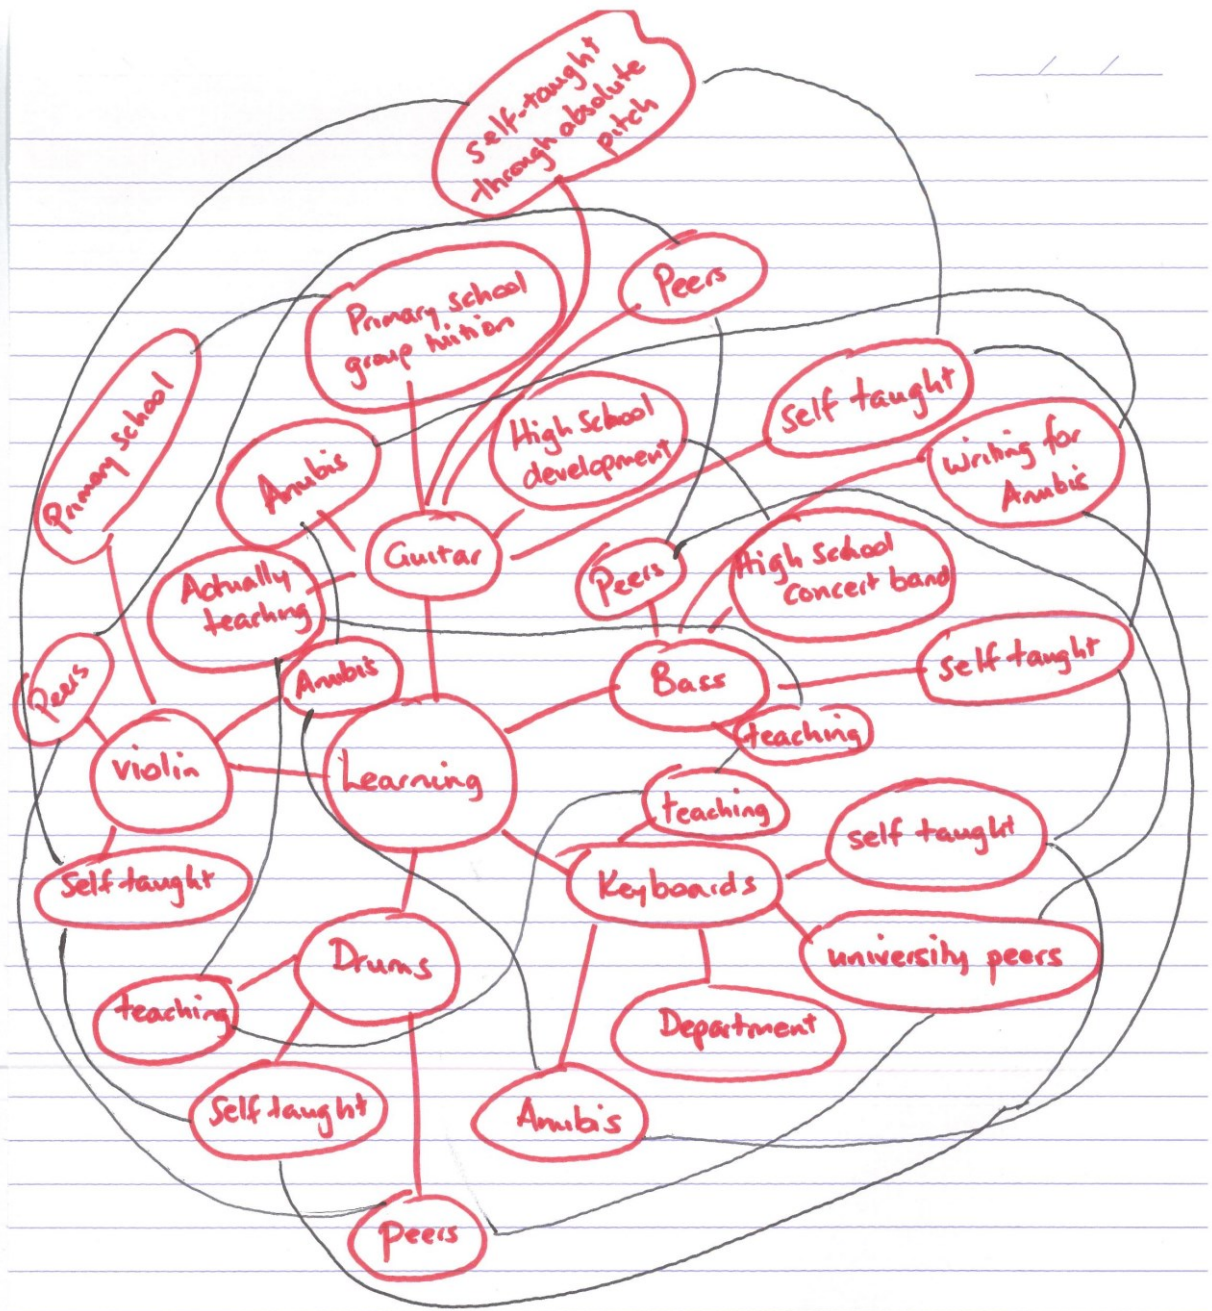 self-taught
through absolute
pitch
Peers
Primary school
group tuition
Primary school
self taught
High School
development
writing for
Anubis
Anubis
Guitar
High School
concert band
Peers
Actually
teaching
self taught
Peers
Anubis
Bass
teaching
violin
Learning
teaching
self taught
Keyboards
Self taught
university peers
Drums
teaching
Department
Self taught
Anubis
Peers